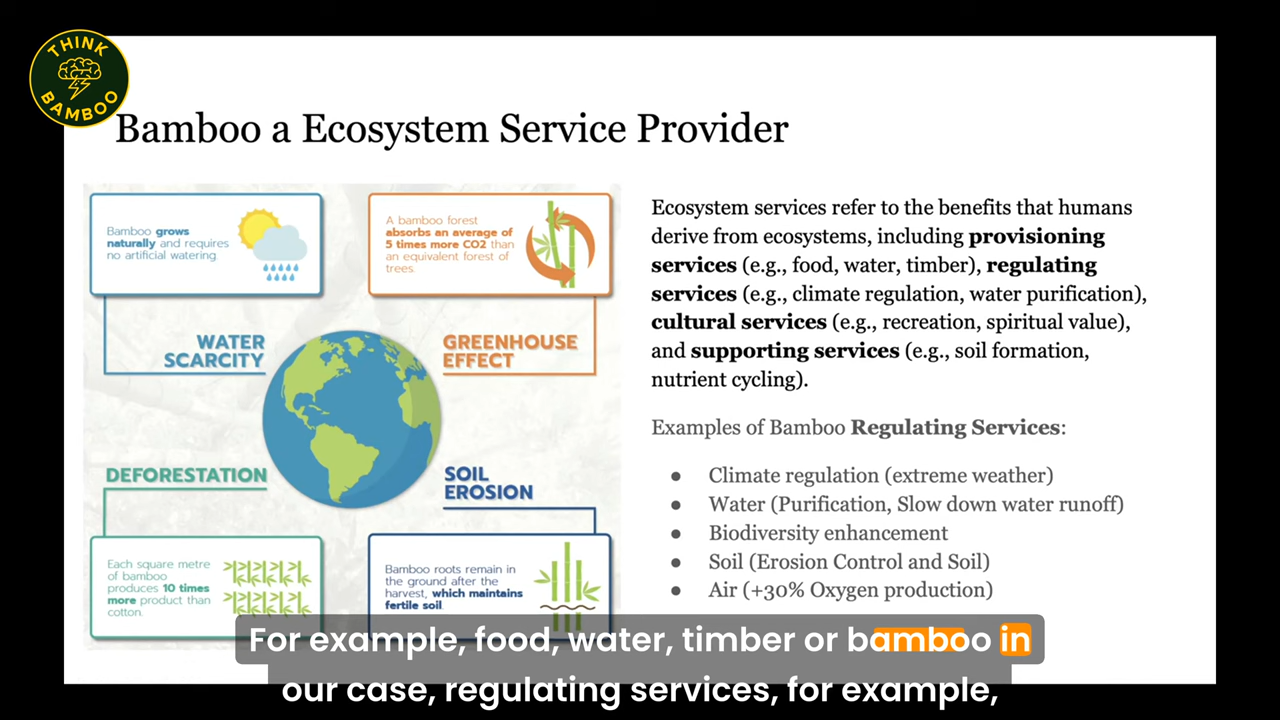 THINK
BAMBOO
Bamboo a Ecosystem Service Provider
Bamboo grows
naturally and requires
no artificial watering.
A bamboo forest
absorbs an average of
5 times more CO2 than
an equivalent forest of
trees.
WATER
SCARCITY
GREENHOUSE
EFFECT
DEFORESTATION
SOIL
EROSION
Each square metre
of bamboo
produces 10 times
more product than
cotton.
Bamboo roots remain in
the ground after the
harvest, which maintains
fertile soil.
Ecosystem services refer to the benefits that humans
derive from ecosystems, including provisioning
services (e.g., food, water, timber), regulating
services (e.g., climate regulation, water purification),
cultural services (e.g., recreation, spiritual value),
and supporting services (e.g., soil formation,
nutrient cycling).
Examples of Bamboo Regulating Services:
● Climate regulation (extreme weather)
● Water (Purification, Slow down water runoff)
● Biodiversity enhancement
● Soil (Erosion Control and Soil)
● Air (+30% Oxygen production)
For example, food, water, timber or bamboo in
our case, regulating services, for example,